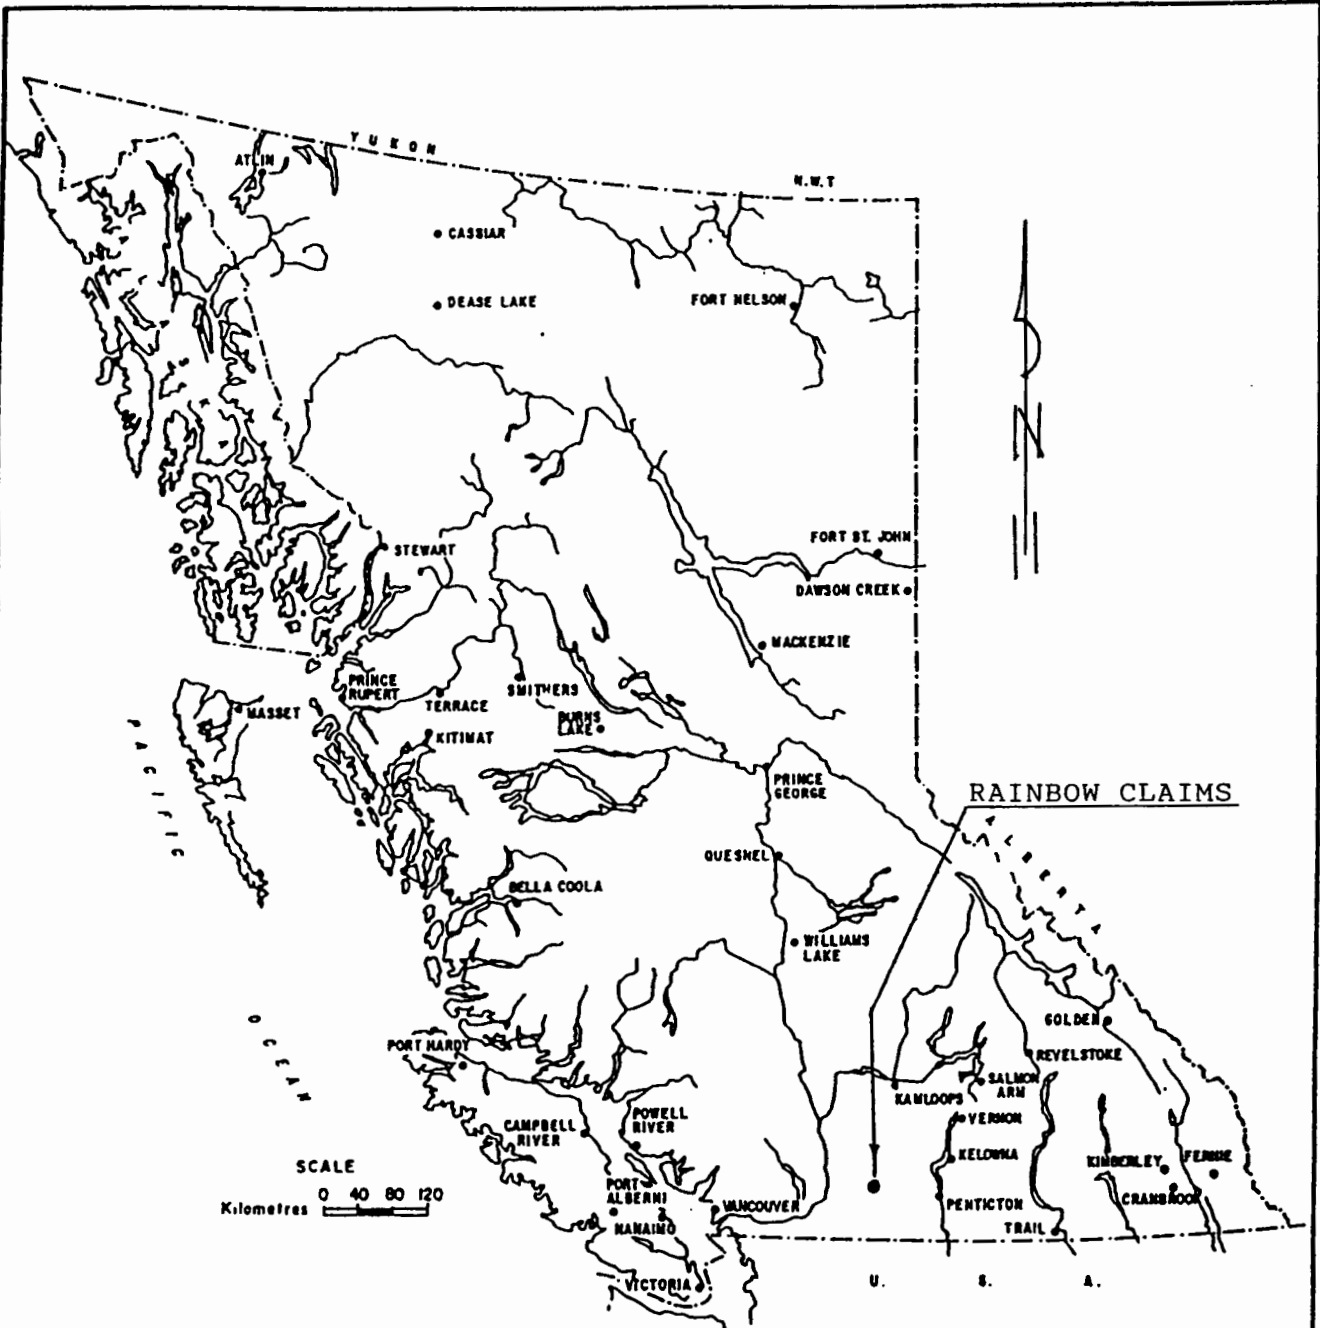 YUKON
N.W.T
ATLIN
CASSIAR
DEASE LAKE
FORT NELSON
ALASKA
N
STEWART
FORT ST. JOHN
DAWSON CREEK
MACKENZIE
PRINCE
RUPERT
TERRACE
SMITHERS
BURNS
LAKE
MASSET
KITIMAT
PRINCE
GEORGE
RAINBOW CLAIMS
PACIFIC
ALBERTA
QUESNEL
BELLA COOLA
WILLIAMS
LAKE
OCEAN
GOLDEN
PORT HARDY
REVELSTOKE
KAMLOOPS
SALMON
ARM
VERNON
CAMPBELL
RIVER
POWELL
RIVER
KELOWNA
KIMBERLEY
FERNIE
SCALE
Kilometres 0 40 80 120
PORT
ALBERNI
VANCOUVER
PENTICTON
CRANBROOK
NANAIMO
TRAIL
VICTORIA
U. S. A.